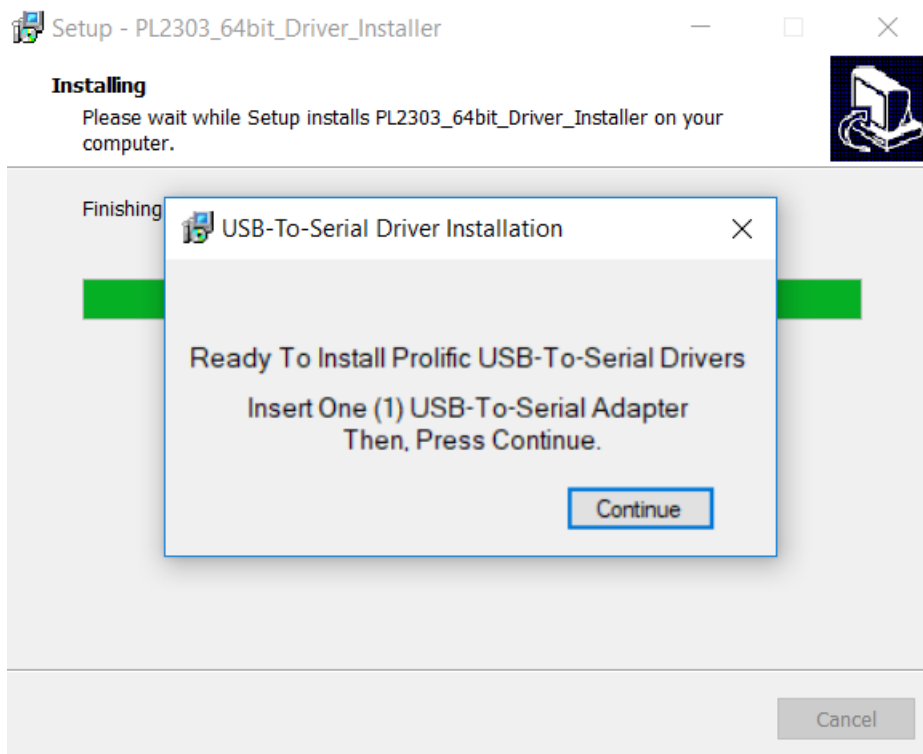 Setup - PL2303_64bit_Driver_Installer
Installing
Please wait while Setup installs PL2303_64bit_Driver_Installer on your
computer.
Finishing
USB-To-Serial Driver Installation
Ready To Install Prolific USB-To-Serial Drivers
Insert One (1) USB-To-Serial Adapter
Then, Press Continue.
Continue
Cancel